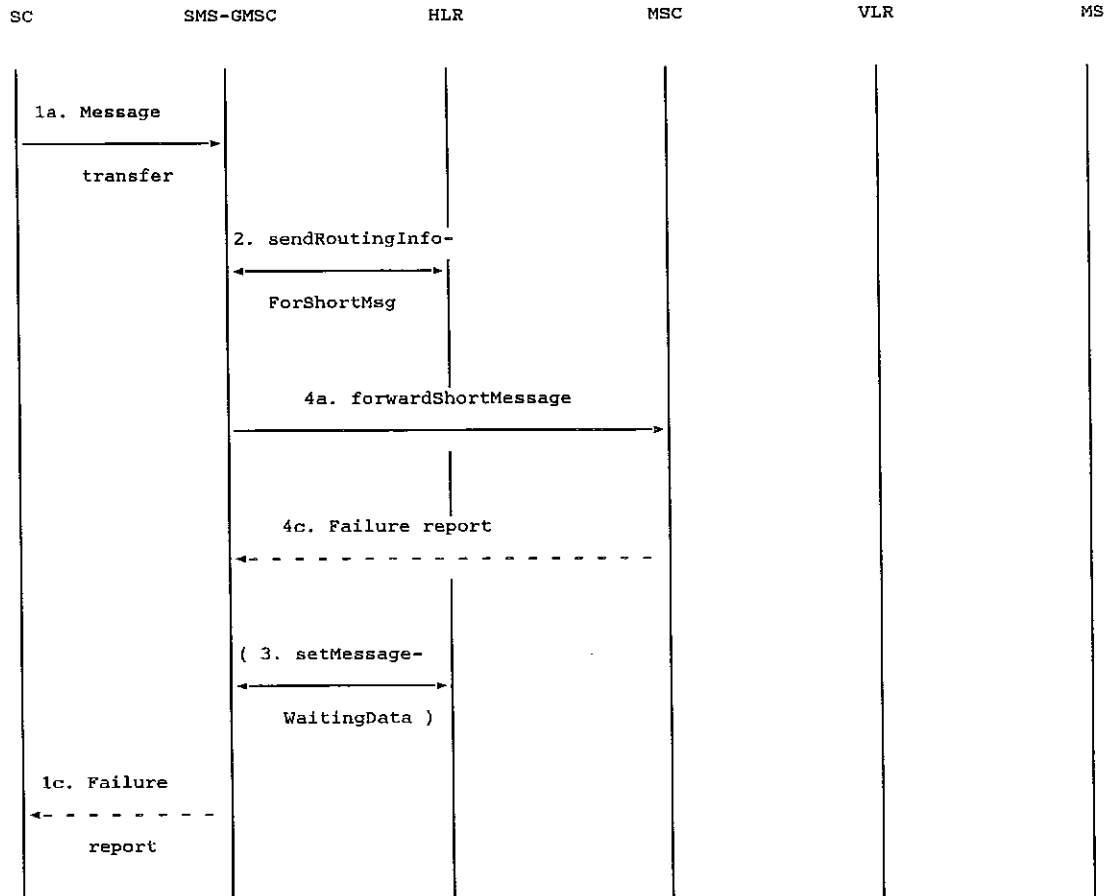 SC SMS-GMSC HLR MSC VLR MS
1a. Message
transfer
2. sendRoutingInfo-
ForShortMsg
4a. forwardShortMessage
4c. Failure report
( 3. setMessage-
WaitingData )
1c. Failure
report